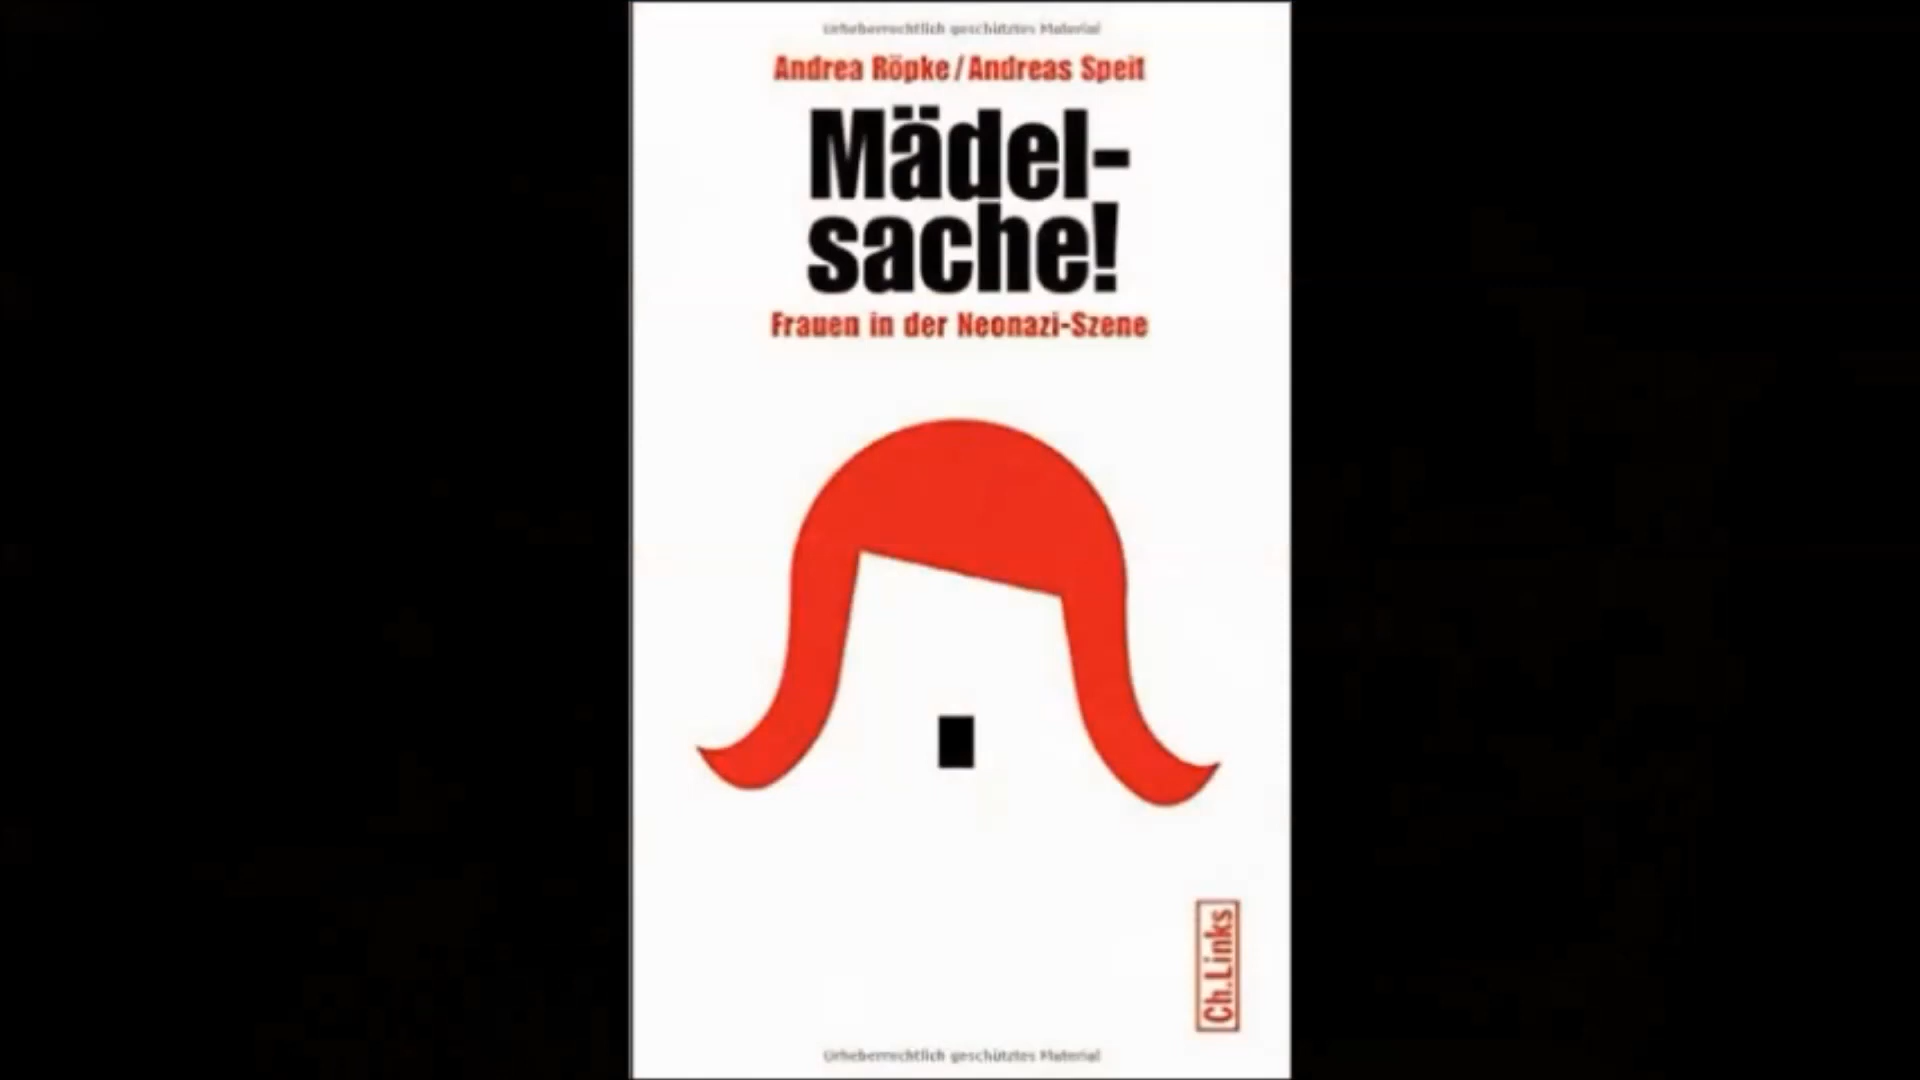 Urheberrechtlich geschütztes Material
Andrea Röpke/Andreas Speit
Mädel-
sache!
Frauen in der Neonazi-Szene
Ch.Links
Urheberrechtlich geschütztes Material